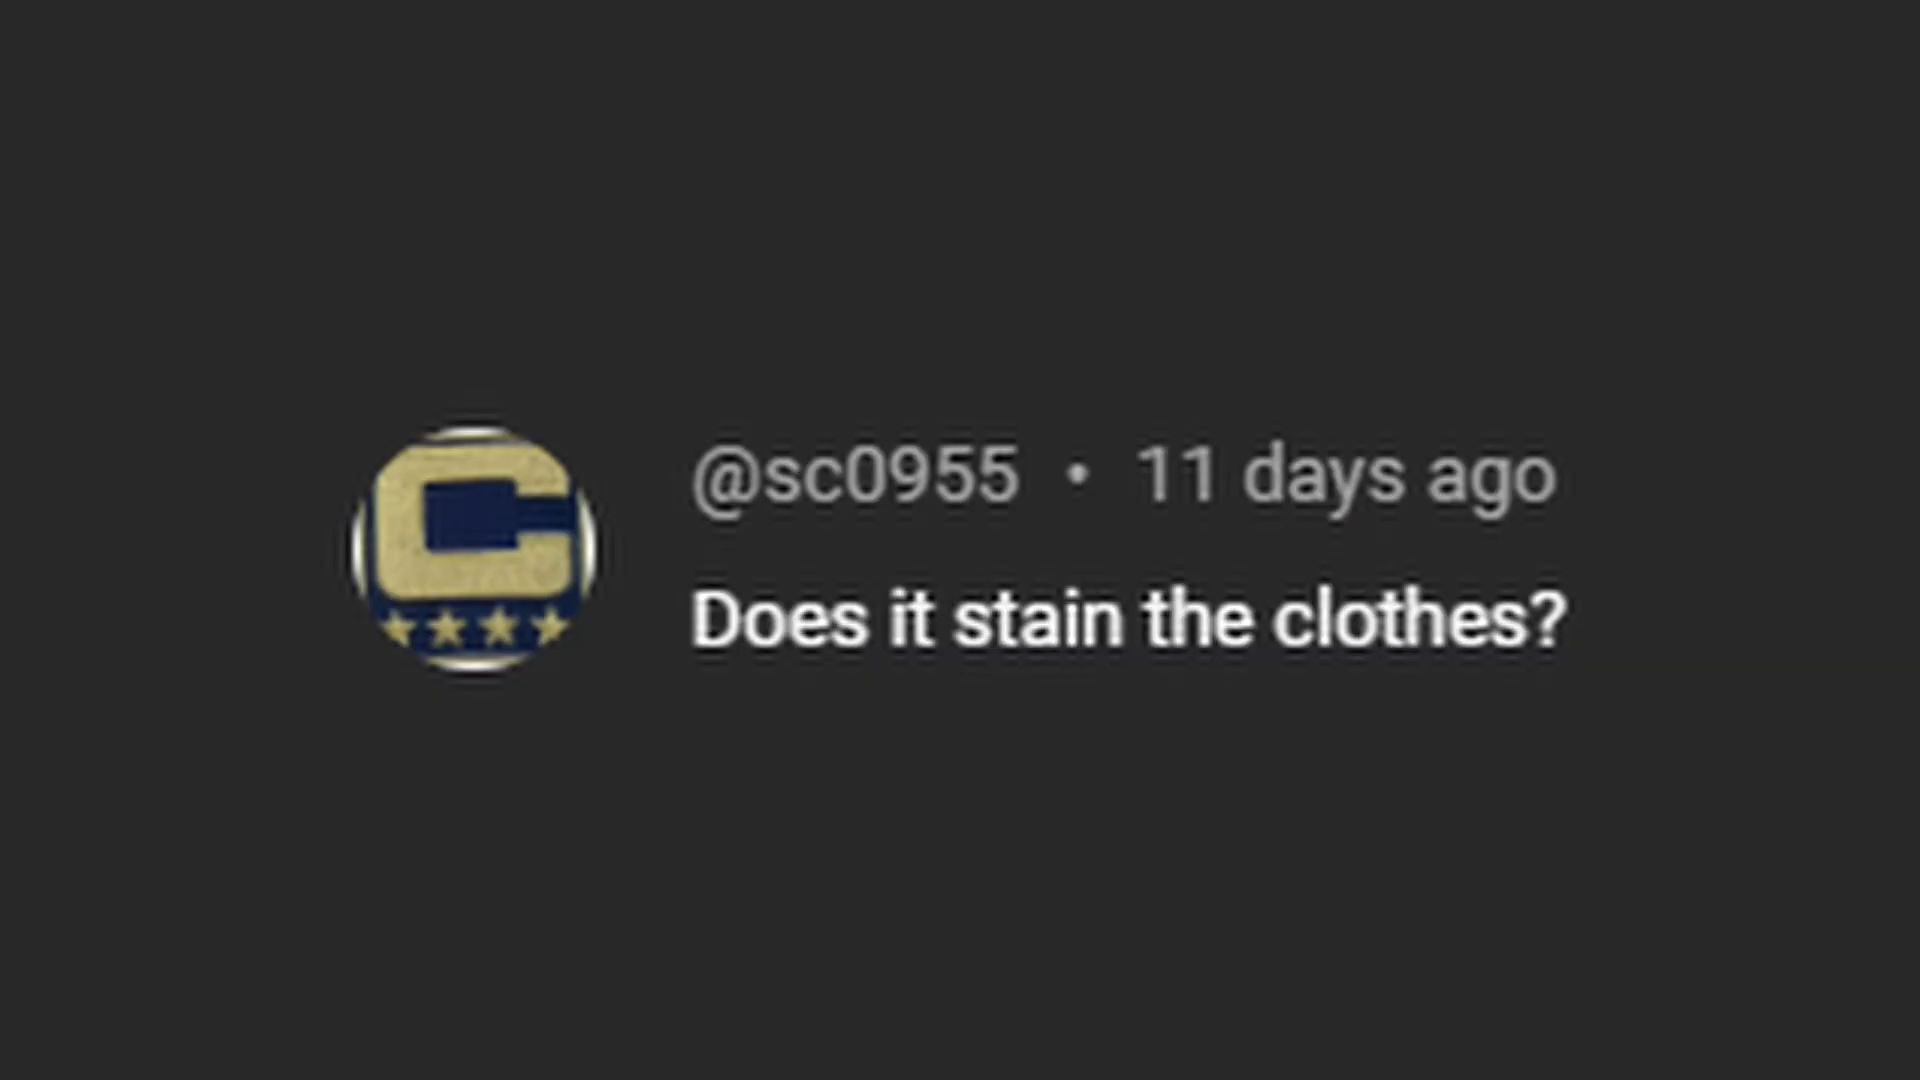 C
@sc0955 • 11 days ago
Does it stain the clothes?